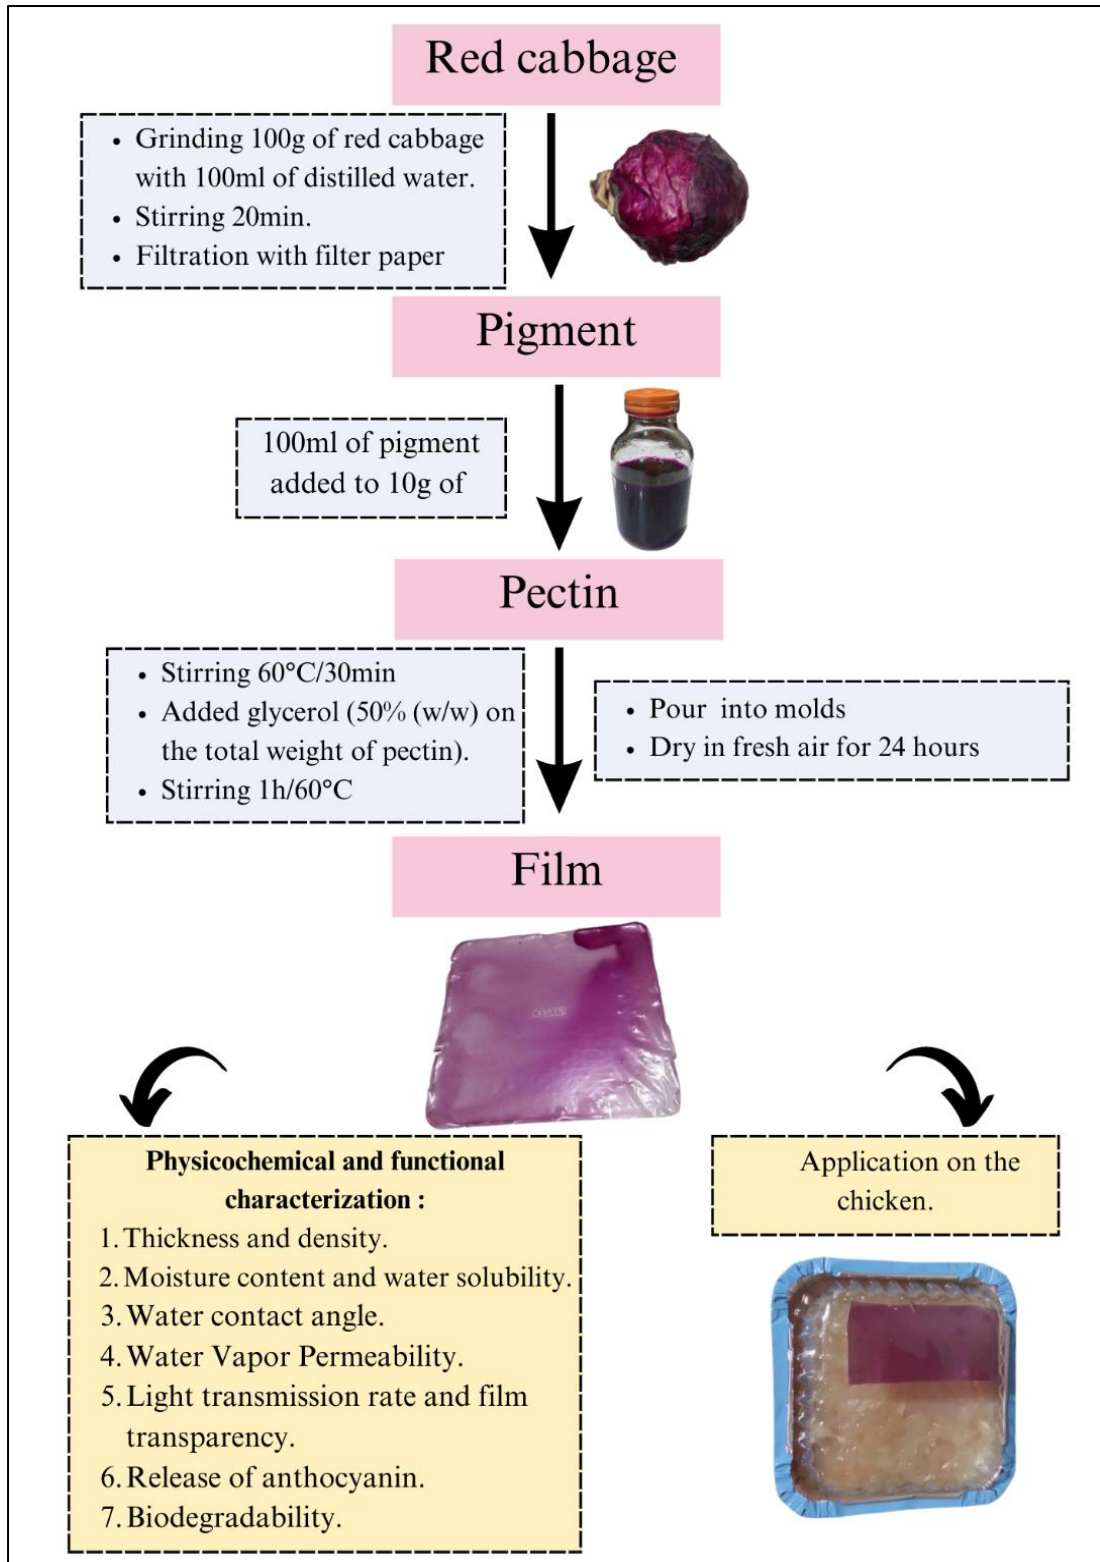 Red cabbage
• Grinding 100g of red cabbage
with 100ml of distilled water.
• Stirring 20min.
• Filtration with filter paper
Pigment
100ml of pigment
added to 10g of
Pectin
• Stirring 60°C/30min
• Added glycerol (50% (w/w) on
the total weight of pectin).
• Stirring 1h/60°C
• Pour into molds
• Dry in fresh air for 24 hours
Film
Physicochemical and functional
characterization :
1. Thickness and density.
2. Moisture content and water solubility.
3. Water contact angle.
4. Water Vapor Permeability.
5. Light transmission rate and film
transparency.
6. Release of anthocyanin.
7. Biodegradability.
Application on the
chicken.